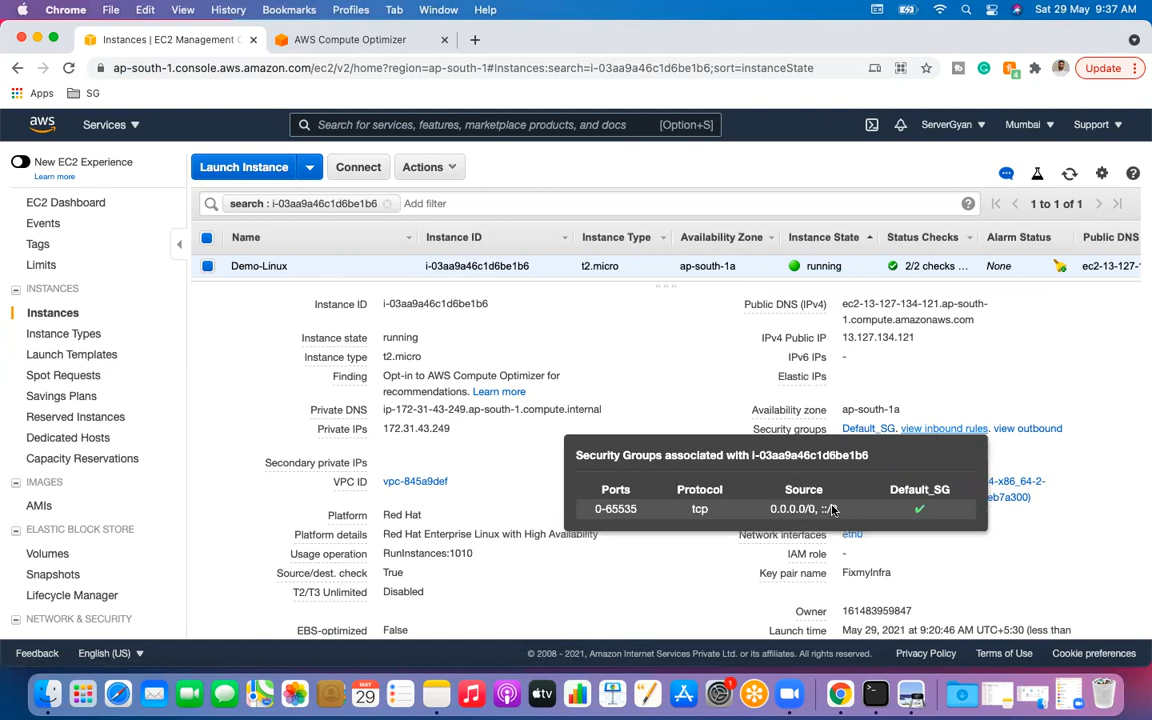 Chrome File Edit View History Bookmarks Profiles Tab Window Help Sat 29 May 9:37 AM
Instances | EC2 Management C AWS Compute Optimizer
ap-south-1.console.aws.amazon.com/ec2/v2/home?region=ap-south-1#Instances:search=i-03aa9a46c1d6be1b6;sort=instanceState 4 Update
Apps SG
aws Services Search for services, features, marketplace products, and docs [Option+S] ServerGyan Mumbai Support
New EC2 Experience
Learn more
Launch Instance Connect Actions
EC2 Dashboard
Events
Tags
Limits
INSTANCES
Instances
Instance Types
Launch Templates
Spot Requests
Savings Plans
Reserved Instances
Dedicated Hosts
Capacity Reservations
IMAGES
AMIs
ELASTIC BLOCK STORE
Volumes
Snapshots
Lifecycle Manager
NETWORK & SECURITY
search : i-03aa9a46c1d6be1b6 Add filter 1 to 1 of 1
Name Instance ID Instance Type Availability Zone Instance State Status Checks Alarm Status Public DNS
Demo-Linux i-03aa9a46c1d6be1b6 t2.micro ap-south-1a running 2/2 checks ... None ec2-13-127-1
Instance ID i-03aa9a46c1d6be1b6
Instance state running
Instance type t2.micro
Finding Opt-in to AWS Compute Optimizer for
recommendations. Learn more
Private DNS ip-172-31-43-249.ap-south-1.compute.internal
Private IPs 172.31.43.249
Secondary private IPs
VPC ID vpc-845a9def
Platform Red Hat
Platform details Red Hat Enterprise Linux with High Availability
Usage operation RunInstances:1010
Source/dest. check True
T2/T3 Unlimited Disabled
EBS-optimized False
Public DNS (IPv4) ec2-13-127-134-121.ap-south-
1.compute.amazonaws.com
IPv4 Public IP 13.127.134.121
IPv6 IPs -
Elastic IPs
Availability zone ap-south-1a
Security groups Default_SG. view inbound rules. view outbound
Security Groups associated with i-03aa9a46c1d6be1b6
Ports Protocol Source Default_SG
0-65535 tcp 0.0.0.0/0, ::/ ✔
4-x86_64-2-
eb7a300)
Network interfaces eth0
IAM role -
Key pair name FixmyInfra
Owner 161483959847
Launch time May 29, 2021 at 9:20:46 AM UTC+5:30 (less than
Feedback English (US) © 2008 - 2021, Amazon Internet Services Private Ltd. or its affiliates. All rights reserved. Privacy Policy Terms of Use Cookie preferences
MAY
29
tv
1